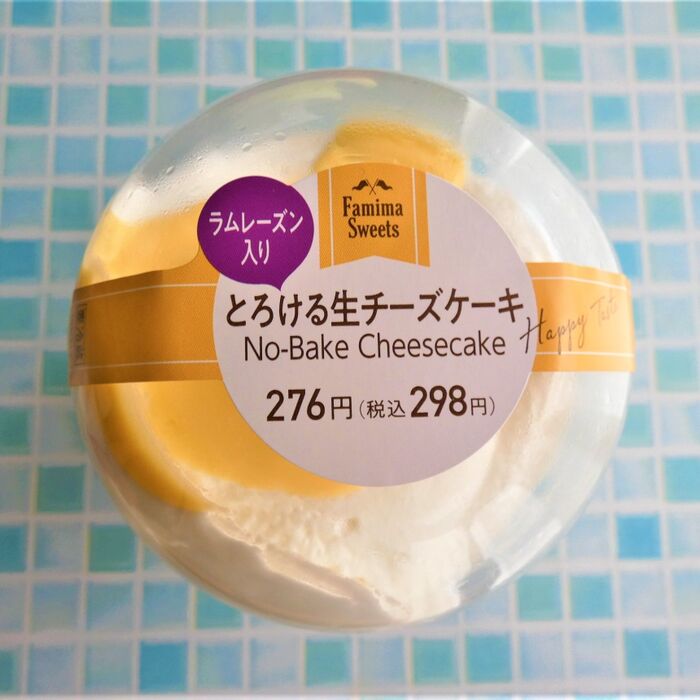 Famima
Sweets
ラムレーズン
入り
とろける生チーズケーキ
No-Bake Cheesecake
Happy Taste
276円(税込298円)